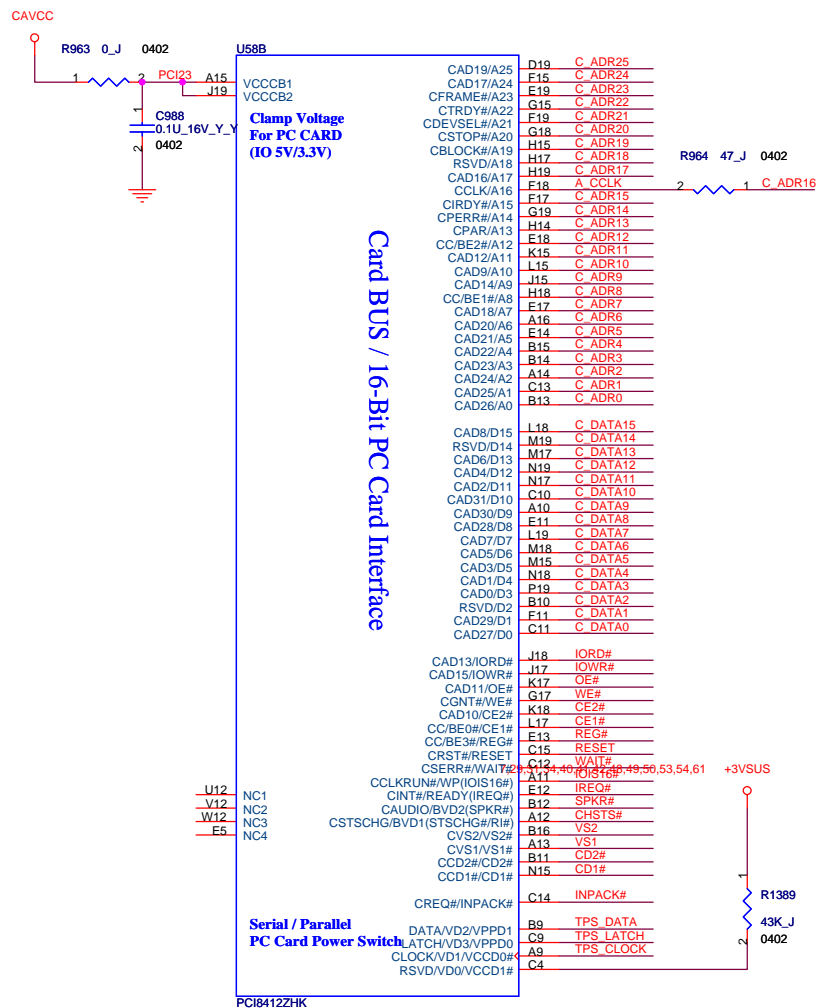 CAVCC
R963 0_J 0402
U58B
1 2 PCI23 A15 VCCCB1
J19 VCCCB2
1
C988
0.1U_16V_Y_Y
2 0402
Clamp Voltage
For PC CARD
(IO 5V/3.3V)
CAD19/A25 D19 C_ADR25
CAD17/A24 F15 C_ADR24
CFRAME#/A23 E19 C_ADR23
CTRDY#/A22 G15 C_ADR22
CDEVSEL#/A21 F19 C_ADR21
CSTOP#/A20 G18 C_ADR20
CBLOCK#/A19 H15 C_ADR19
RSVD/A18 H17 C_ADR18
CAD16/A17 H19 C_ADR17
CCLK/A16 F18 A_CCLK
R964 47_J 0402
2 1 C_ADR16
CIRDY#/A15 F17 C_ADR15
CPERR#/A14 G19 C_ADR14
CPAR/A13 H14 C_ADR13
CC/BE2#/A12 E18 C_ADR12
CAD12/A11 K15 C_ADR11
CAD9/A10 L15 C_ADR10
CAD14/A9 J15 C_ADR9
CC/BE1#/A8 H18 C_ADR8
CAD18/A7 E17 C_ADR7
CAD20/A6 A16 C_ADR6
CAD21/A5 E14 C_ADR5
CAD22/A4 B15 C_ADR4
CAD23/A3 B14 C_ADR3
CAD24/A2 A14 C_ADR2
CAD25/A1 C13 C_ADR1
CAD26/A0 B13 C_ADR0
Card BUS / 16-Bit PC Card Interface
CAD8/D15 L18 C_DATA15
RSVD/D14 M19 C_DATA14
CAD6/D13 M17 C_DATA13
CAD4/D12 N19 C_DATA12
CAD2/D11 N17 C_DATA11
CAD31/D10 C10 C_DATA10
CAD30/D9 A10 C_DATA9
CAD28/D8 E11 C_DATA8
CAD7/D7 L19 C_DATA7
CAD5/D6 M18 C_DATA6
CAD3/D5 M15 C_DATA5
CAD1/D4 N18 C_DATA4
CAD0/D3 P19 C_DATA3
RSVD/D2 B10 C_DATA2
CAD29/D1 F11 C_DATA1
CAD27/D0 C11 C_DATA0
CAD13/IORD# J18 IORD#
CAD15/IOWR# J17 IOWR#
CAD11/OE# K17 OE#
CGNT#/WE# G17 WE#
CAD10/CE2# K18 CE2#
CC/BE0#/CE1# L17 CE1#
CC/BE3#/REG# E13 REG#
CRST#/RESET C15 RESET
CSERR#/WAIT# C12 WAIT#
+3VSUS
CCLKRUN#/WP(IOIS16#) A11 IOIS16#
CINT#/READY(IREQ#) E12 IREQ#
CAUDIO/BVD2(SPKR#) B12 SPKR#
CSTSCHG/BVD1(STSCHG#/RI#) A12 CHSTS#
CVS2/VS2# B16 VS2
CVS1/VS1# A13 VS1
CCD2#/CD2# B11 CD2#
CCD1#/CD1# N15 CD1#
U12 NC1
V12 NC2
W12 NC3
E5 NC4
CREQ#/INPACK# C14 INPACK#
1
R1389
43K_J
2 0402
Serial / Parallel
PC Card Power Switch
DATA/VD2/VPPD1 B9 TPS_DATA
LATCH/VD3/VPPD0 C9 TPS_LATCH
CLOCK/VD1/VCCD0# A9 TPS_CLOCK
RSVD/VD0/VCCD1# C4
PCI8412ZHK